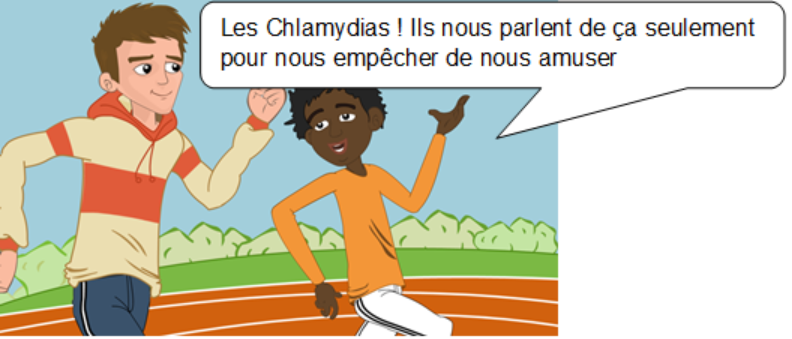 Les Chlamydias ! Ils nous parlent de ça seulement
pour nous empêcher de nous amuser